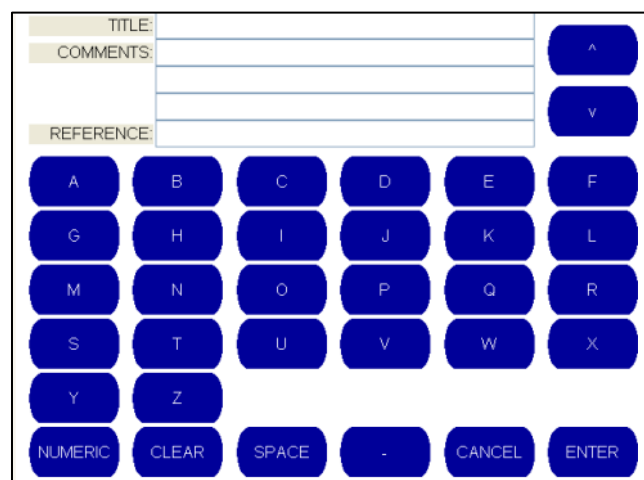 TITLE:
^
COMMENTS:
v
REFERENCE:
A B C D E F
G H I J K L
M N O P Q R
S T U V W X
Y Z
NUMERIC CLEAR SPACE - CANCEL ENTER